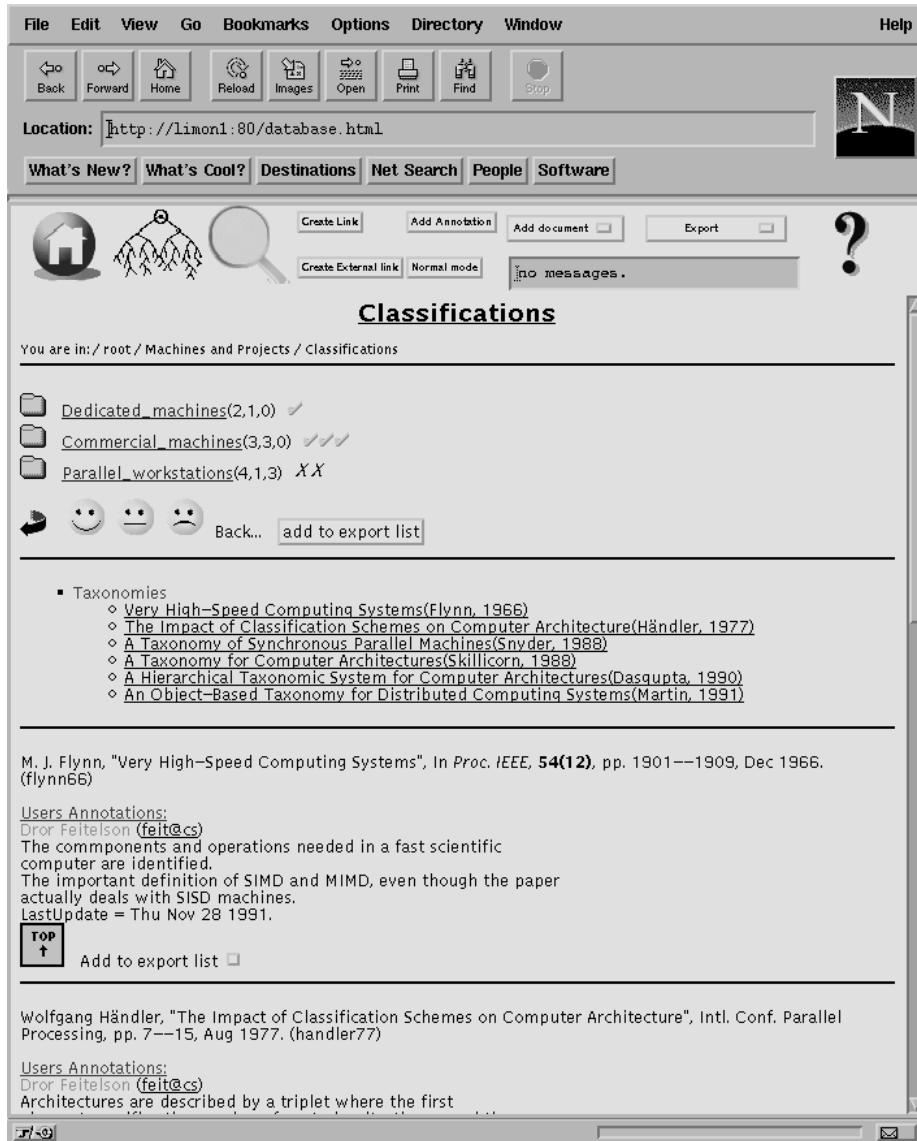 File Edit View Go Bookmarks Options Directory Window Help
Back Forward Home Reload Images Open Print Find Stop
N
Location: http://limon1:80/database.html
What's New? What's Cool? Destinations Net Search People Software
Create Link Add Annotation Add document Export
Create External link Normal mode no messages.
?
Classifications
You are in:/ root / Machines and Projects / Classifications
Dedicated_machines(2,1,0)
Commercial_machines(3,3,0)
Parallel_workstations(4,1,3) X X
Back... add to export list
Taxonomies
Very High–Speed Computing Systems(Flynn, 1966)
The Impact of Classification Schemes on Computer Architecture(Händler, 1977)
A Taxonomy of Synchronous Parallel Machines(Snyder, 1988)
A Taxonomy for Computer Architectures(Skillicorn, 1988)
A Hierarchical Taxonomic System for Computer Architectures(Dasgupta, 1990)
An Object–Based Taxonomy for Distributed Computing Systems(Martin, 1991)
M. J. Flynn, "Very High–Speed Computing Systems", In Proc. IEEE, 54(12), pp. 1901––1909, Dec 1966.
(flynn66)
Users Annotations:
Dror Feitelson (feit@cs)
The commponents and operations needed in a fast scientific
computer are identified.
The important definition of SIMD and MIMD, even though the paper
actually deals with SISD machines.
LastUpdate = Thu Nov 28 1991.
TOP
Add to export list
Wolfgang Händler, "The Impact of Classification Schemes on Computer Architecture", Intl. Conf. Parallel
Processing, pp. 7––15, Aug 1977. (handler77)
Users Annotations:
Dror Feitelson (feit@cs)
Architectures are described by a triplet where the first